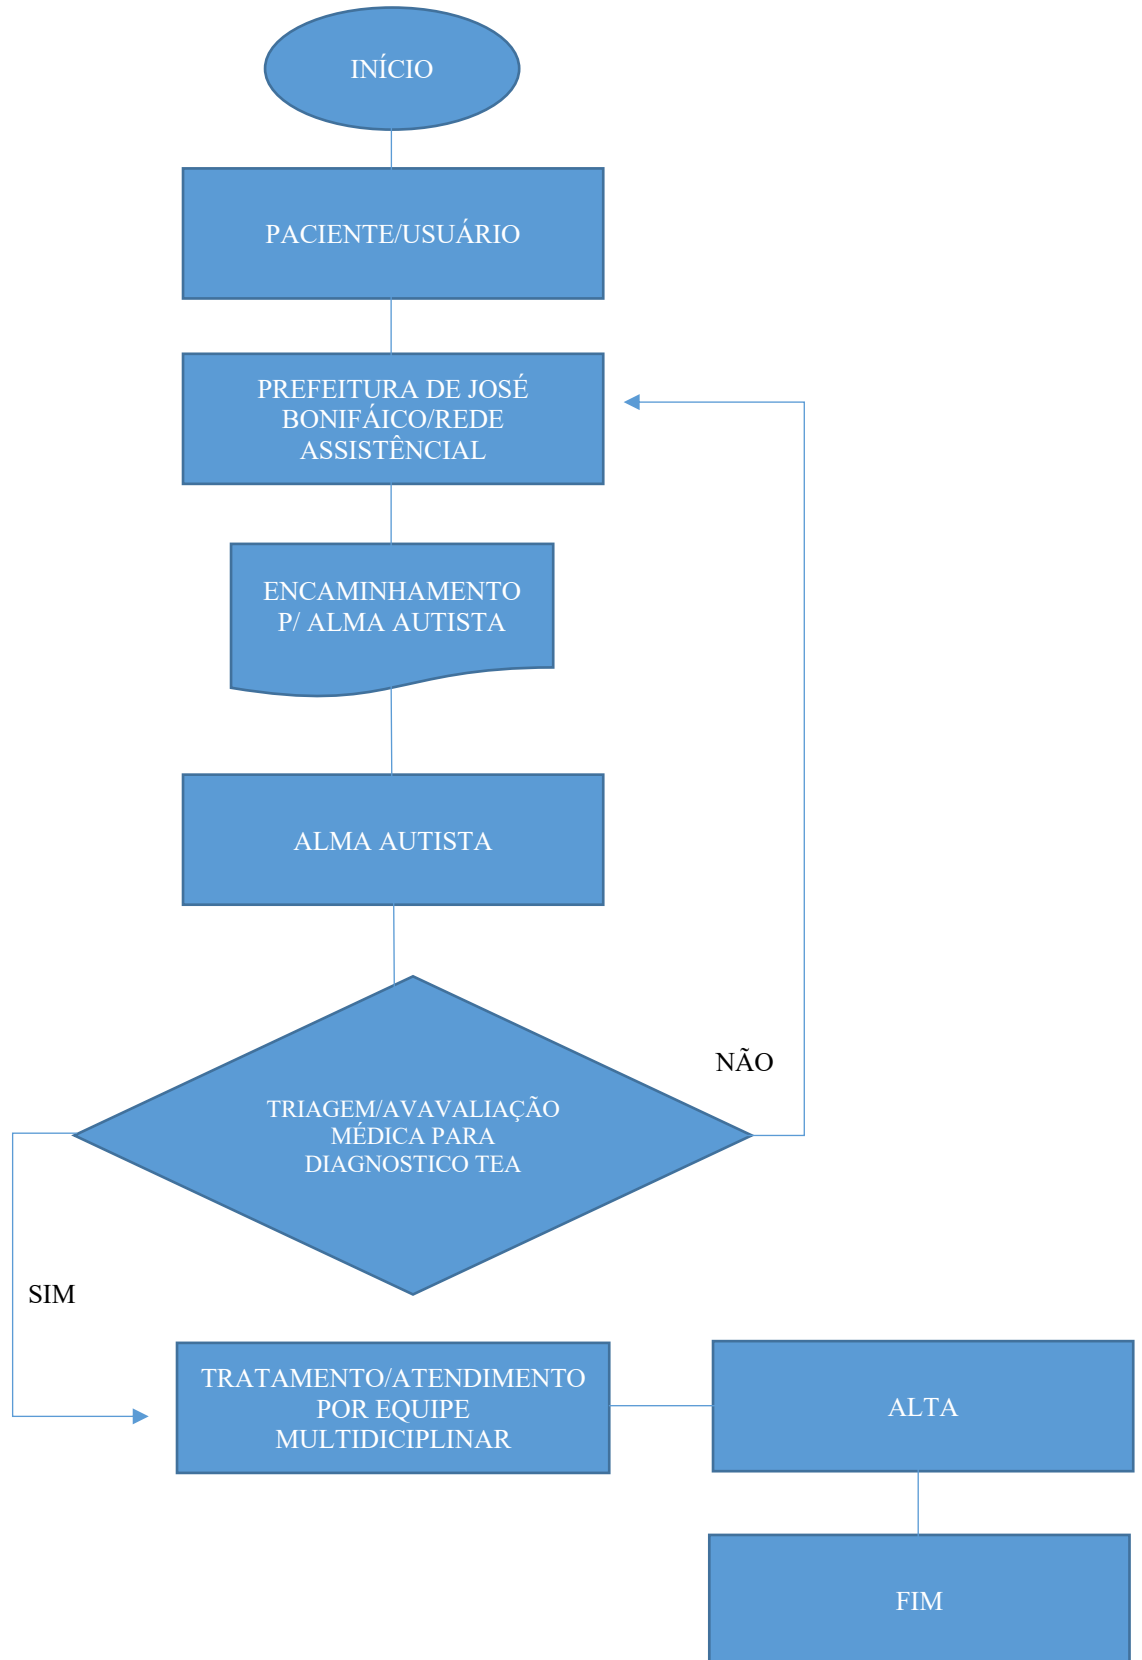 INÍCIO
PACIENTE/USUÁRIO
PREFEITURA DE JOSÉ
BONIFÁICO/REDE
ASSISTÊNCIAL
ENCAMINHAMENTO
P/ ALMA AUTISTA
ALMA AUTISTA
NÃO
TRIAGEM/AVAVALIAÇÃO
MÉDICA PARA
DIAGNOSTICO TEA
SIM
TRATAMENTO/ATENDIMENTO
POR EQUIPE
MULTIDICIPLINAR
ALTA
FIM